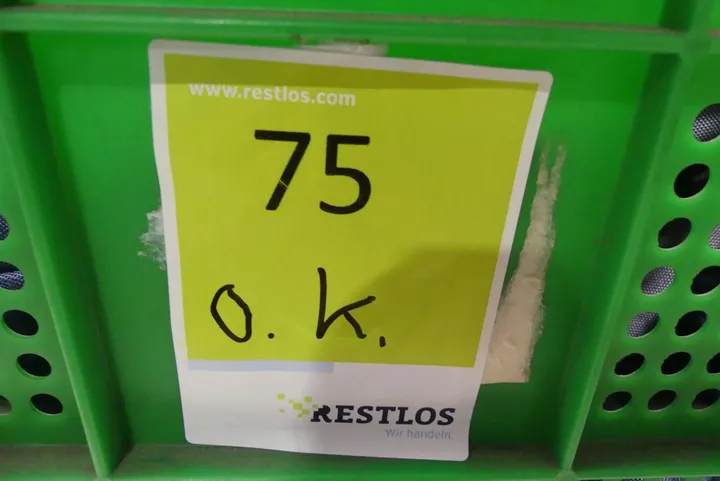 www.restlos.com
75
o. k.
RESTLOS
Wir handeln.